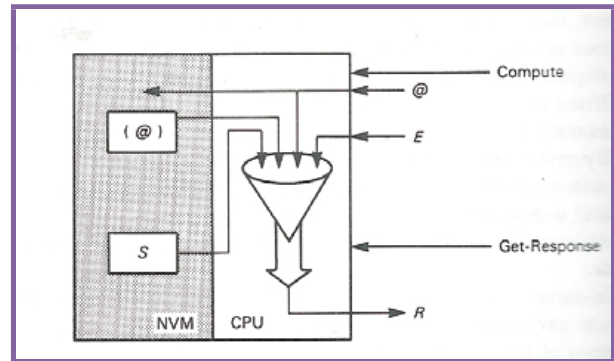 Compute
@
( @ )
E
S
Get-Response
NVM
CPU
R